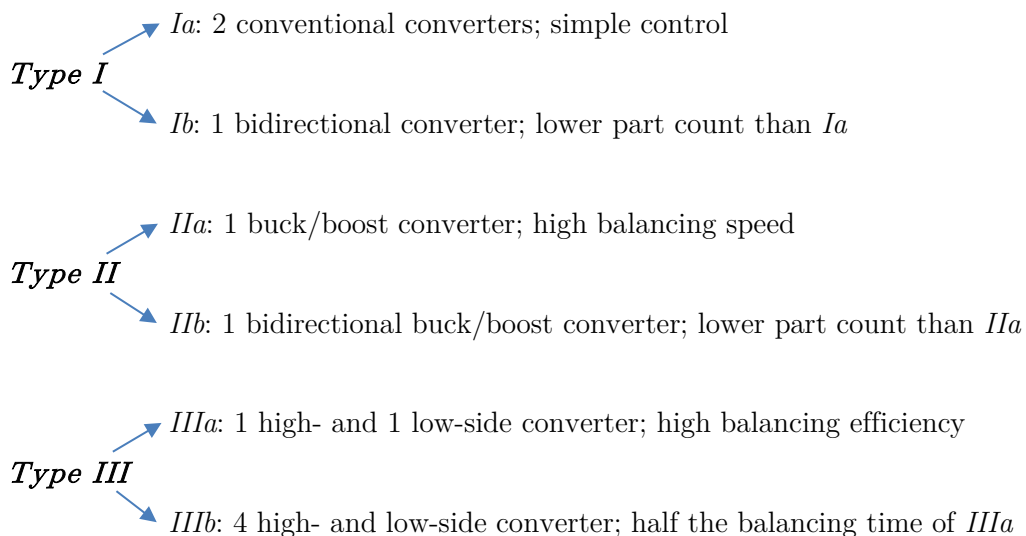 Ia: 2 conventional converters; simple control
Type I
Ib: 1 bidirectional converter; lower part count than Ia
IIa: 1 buck/boost converter; high balancing speed
Type II
IIb: 1 bidirectional buck/boost converter; lower part count than IIa
IIIa: 1 high- and 1 low-side converter; high balancing efficiency
Type III
IIIb: 4 high- and low-side converter; half the balancing time of IIIa